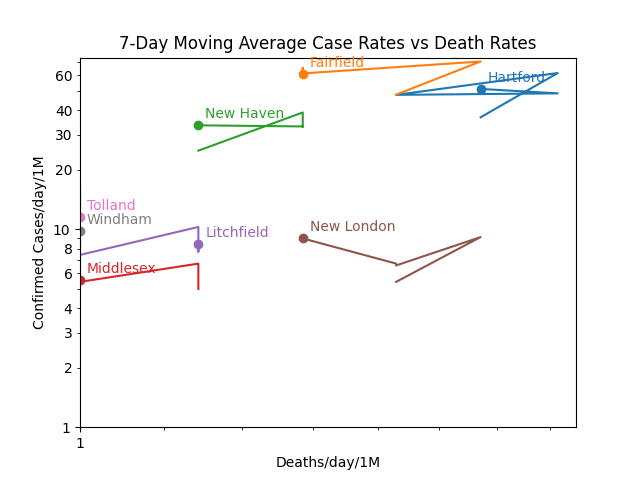 7-Day Moving Average Case Rates vs Death Rates
Fairfield
Hartford
New Haven
Tolland
Windham
Litchfield
New London
Middlesex
60
40
30
20
10
8
6
4
3
2
1
1
Confirmed Cases/day/1M
Deaths/day/1M